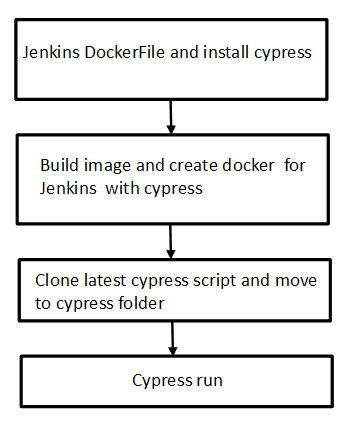 Jenkins DockerFile and install cypress
Build image and create docker for
Jenkins with cypress
Clone latest cypress script and move
to cypress folder
Cypress run